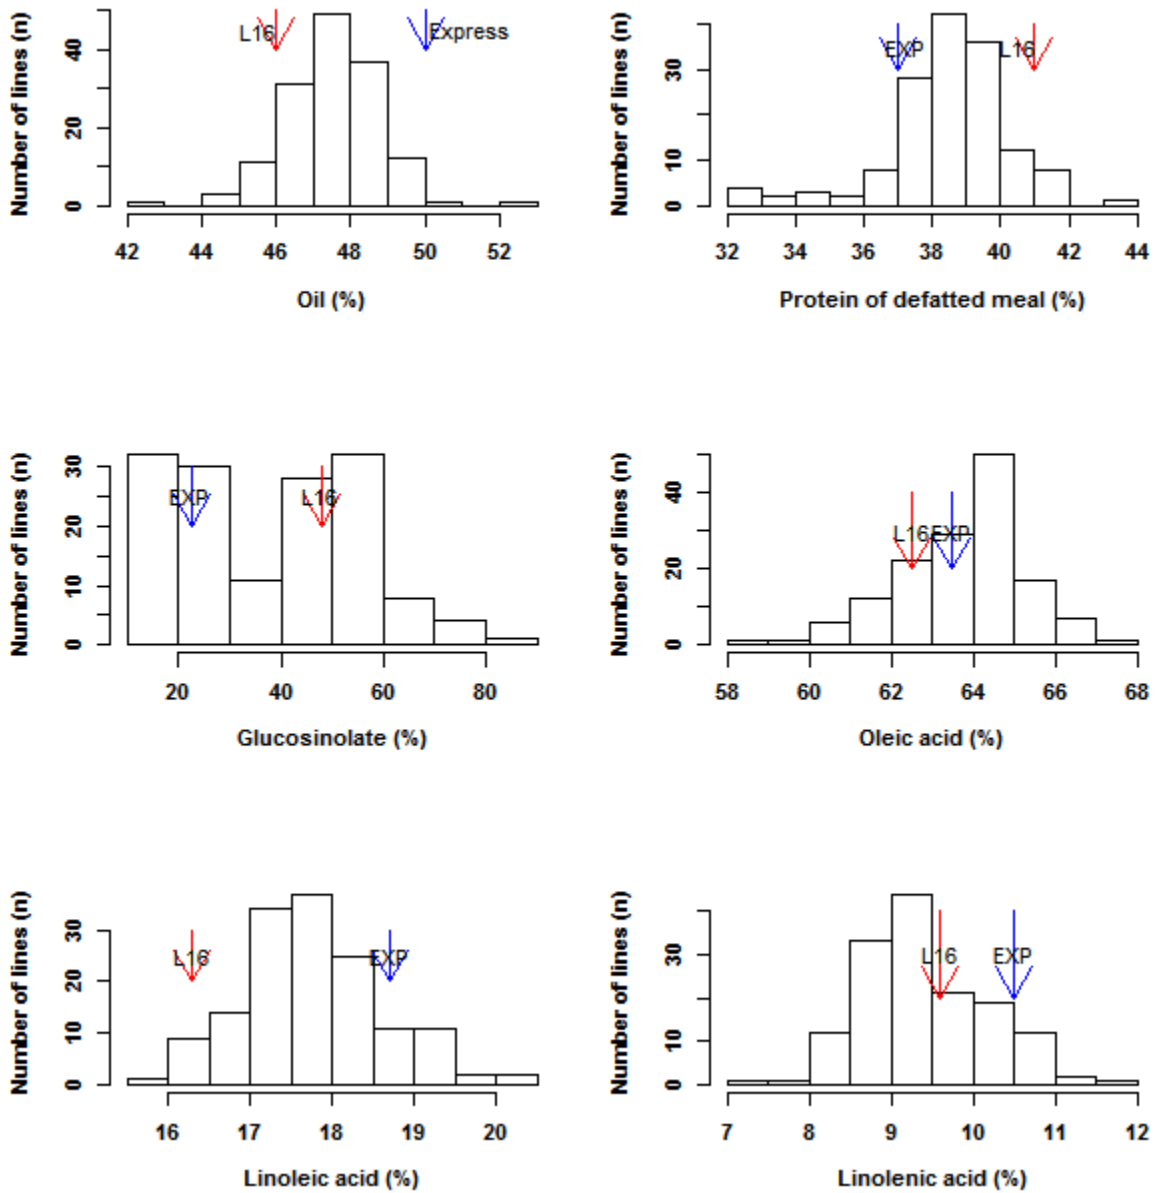 Number of lines (n)
40
20
0
L16
Express
42 44 46 48 50 52
Oil (%)
Number of lines (n)
30
10
0
EXP
L16
32 34 36 38 40 42 44
Protein of defatted meal (%)
Number of lines (n)
30
20
10
0
EXP
L16
20 40 60 80
Glucosinolate (%)
Number of lines (n)
40
20
0
L16
EXP
58 60 62 64 66 68
Oleic acid (%)
Number of lines (n)
30
20
10
0
L16
EXP
16 17 18 19 20
Linoleic acid (%)
Number of lines (n)
30
10
0
L16
EXP
7 8 9 10 11 12
Linolenic acid (%)